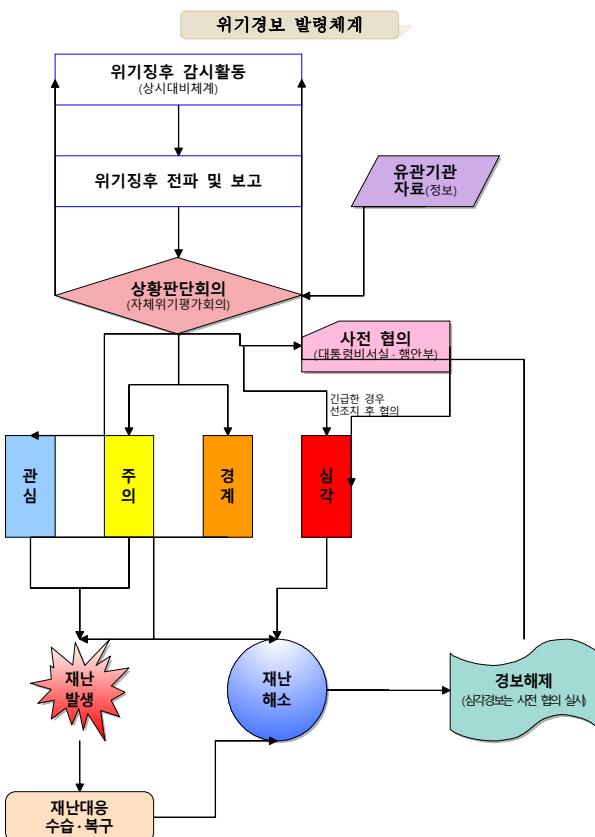 위기경보 발령체계
위기징후 감시활동
(상시대비체계)
위기징후 전파 및 보고
유관기관
자료(정보)
상황판단회의
(자체위기평가회의)
사전 협의
(대통령비서실·행안부)
긴급한 경우
선조치 후 협의
관
심
주
의
경
계
심
각
재난
발생
재난
해소
경보해제
(심각경보는 사전 협의 실시)
재난대응
수습·복구